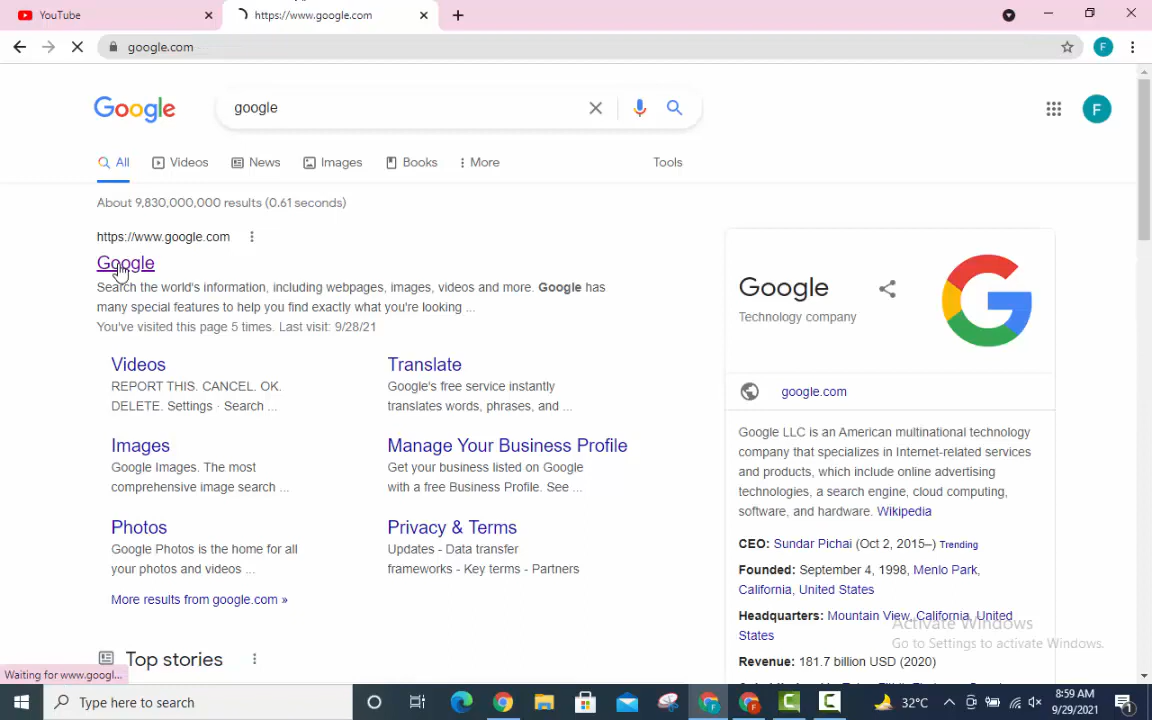 YouTube
https://www.google.com
google.com
F
Google
google
F
All
Videos
News
Images
Books
More
Tools
About 9,830,000,000 results (0.61 seconds)
https://www.google.com
Google
Search the world's information, including webpages, images, videos and more. Google has
many special features to help you find exactly what you're looking ...
You've visited this page 5 times. Last visit: 9/28/21
Videos
REPORT THIS. CANCEL. OK.
DELETE. Settings · Search ...
Translate
Google's free service instantly
translates words, phrases, and ...
Images
Google Images. The most
comprehensive image search ...
Manage Your Business Profile
Get your business listed on Google
with a free Business Profile. See ...
Photos
Google Photos is the home for all
your photos and videos ...
Privacy & Terms
Updates - Data transfer
frameworks - Key terms - Partners
More results from google.com »
Top stories
Google
Technology company
google.com
Google LLC is an American multinational technology
company that specializes in Internet-related services
and products, which include online advertising
technologies, a search engine, cloud computing,
software, and hardware. Wikipedia
CEO: Sundar Pichai (Oct 2, 2015–) Trending
Founded: September 4, 1998, Menlo Park,
California, United States
Headquarters: Mountain View, California, United
States
Revenue: 181.7 billion USD (2020)
Activate Windows
Go to Settings to activate Windows.
Waiting for www.googl...
Type here to search
32°C
8:59 AM
9/29/2021
1